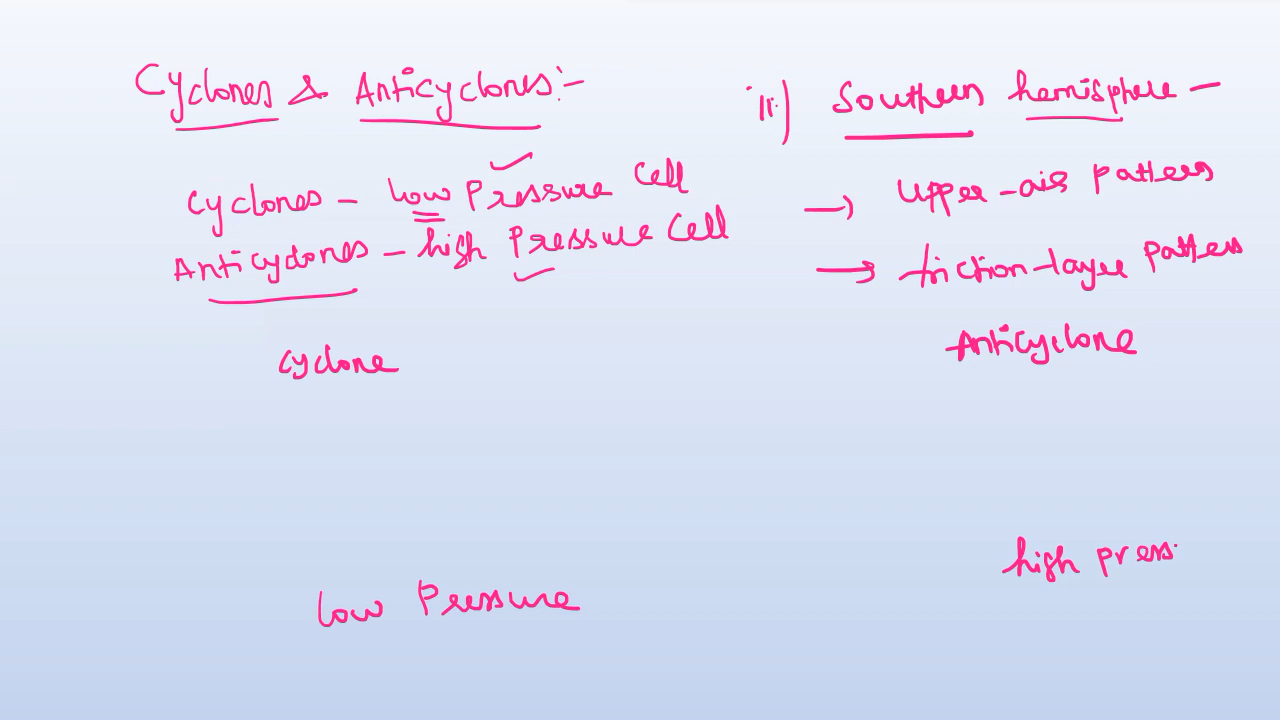 Cyclones & Anticyclones:-
Cyclones - low Pressure Cell
Anticyclones - high Pressure Cell
Cyclone
low Pressure
ii) Southern hemisphere -
→ Upper-air pattern
→ friction-layer pattern
Anticyclone
high press